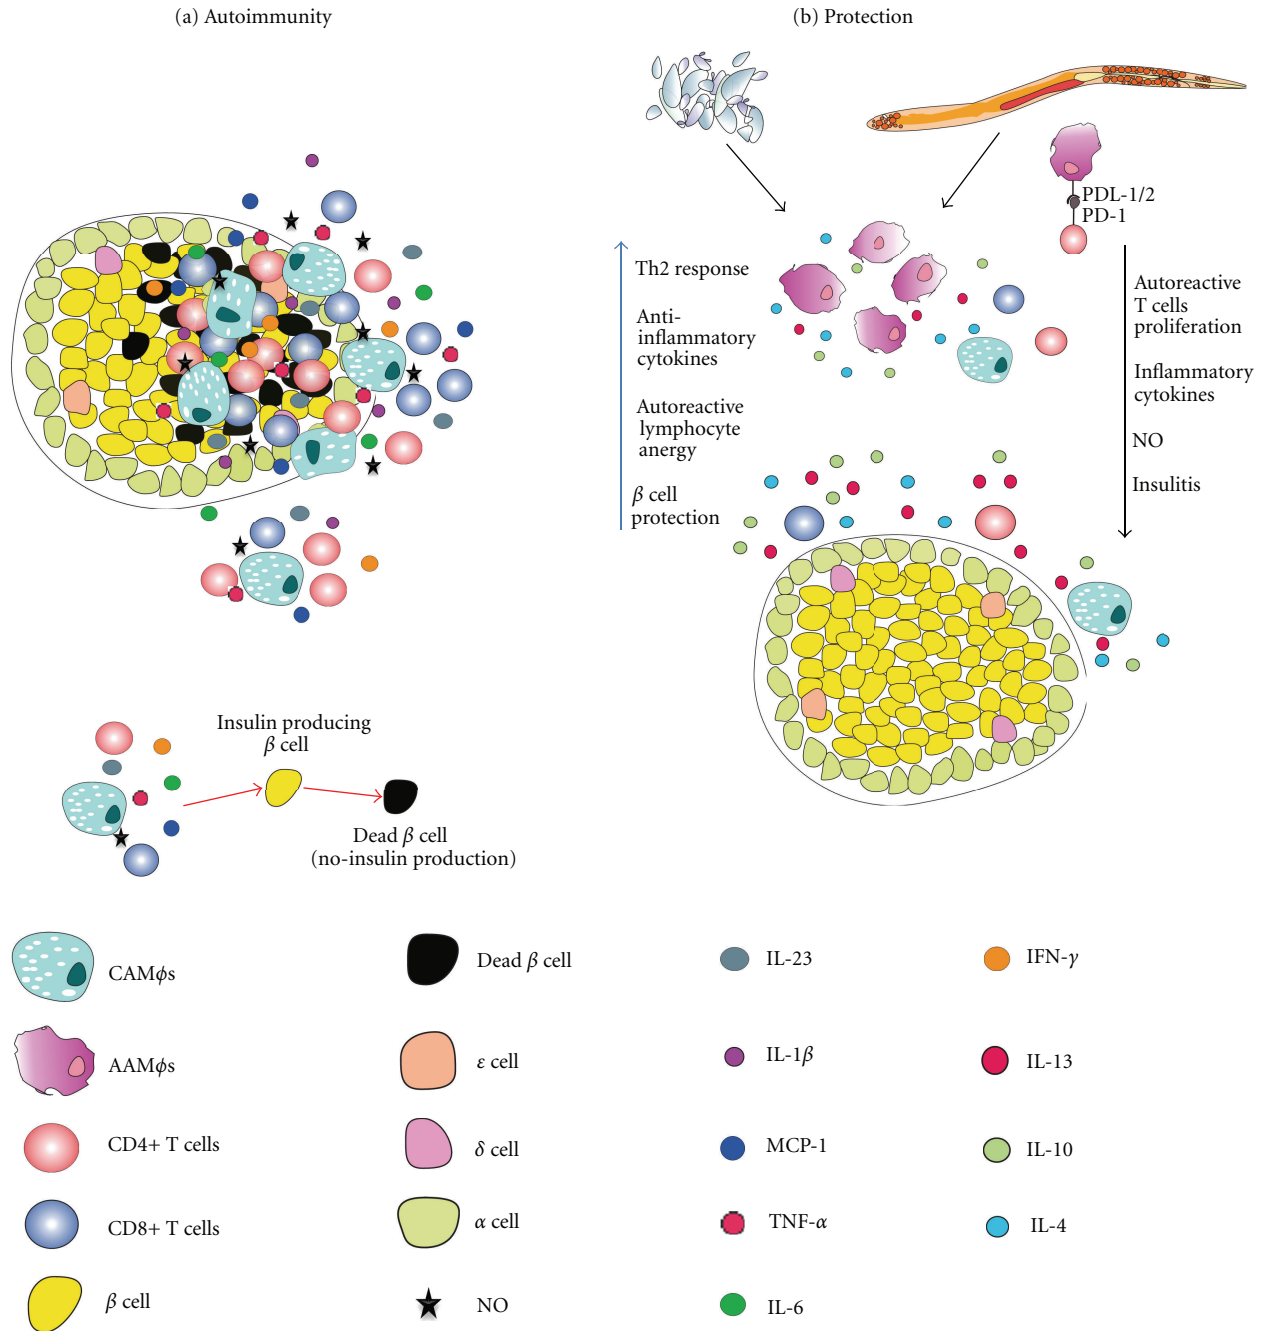 (a) Autoimmunity
(b) Protection
PDL-1/2
PD-1
Th2 response
Anti-
inflammatory
cytokines
Autoreactive
lymphocyte
anergy
β cell
protection
Autoreactive
T cells
proliferation
Inflammatory
cytokines
NO
Insulitis
Insulin producing
β cell
Dead β cell
(no-insulin production)
CAMϕs
AAMϕs
CD4+ T cells
CD8+ T cells
β cell
Dead β cell
ε cell
δ cell
α cell
NO
IL-23
IL-1β
MCP-1
TNF-α
IL-6
IFN-γ
IL-13
IL-10
IL-4